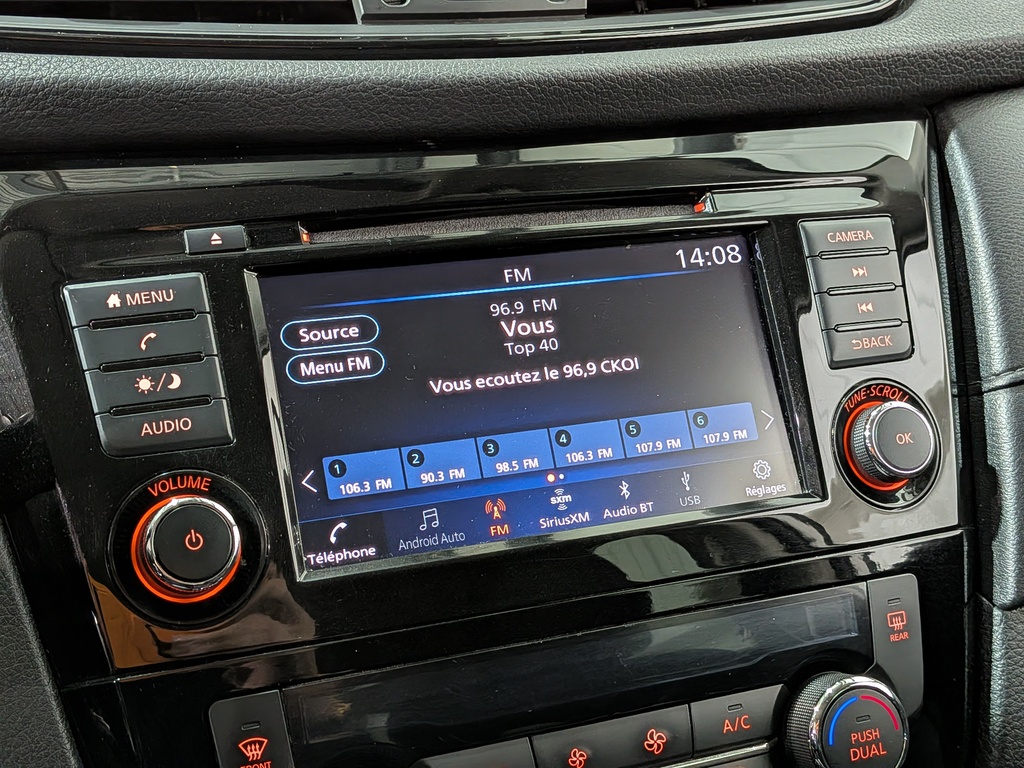 FM
14:08
96.9 FM
Vous
Top 40
Vous ecoutez le 96,9 CKOI
Source
Menu FM
1 106.3 FM
2 90.3 FM
3 98.5 FM
4 106.3 FM
5 107.9 FM
6 107.9 FM
Téléphone
Android Auto
FM
sxm
SiriusXM
Audio BT
USB
Réglages
MENU
AUDIO
VOLUME
CAMERA
BACK
TUNE·SCROLL
OK
REAR
FRONT
A/C
PUSH
DUAL